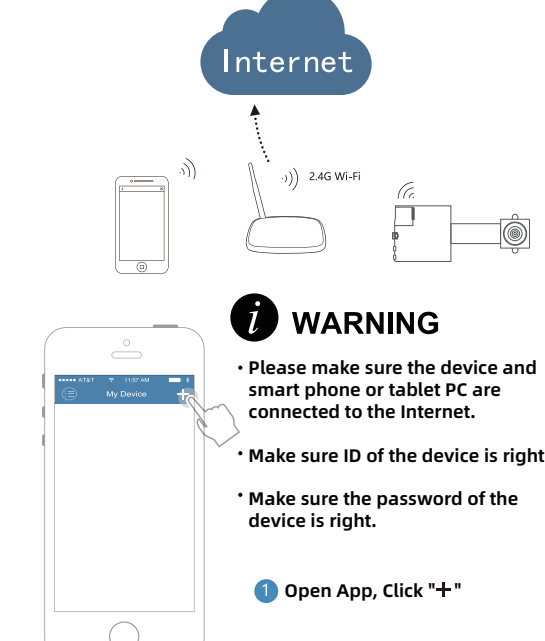 Internet
2.4G Wi-Fi
WARNING
• Please make sure the device and
smart phone or tablet PC are
connected to the Internet.
• Make sure ID of the device is right
• Make sure the password of the
device is right.
AT&T 11:57 AM
My Device +
1 Open App, Click "+"